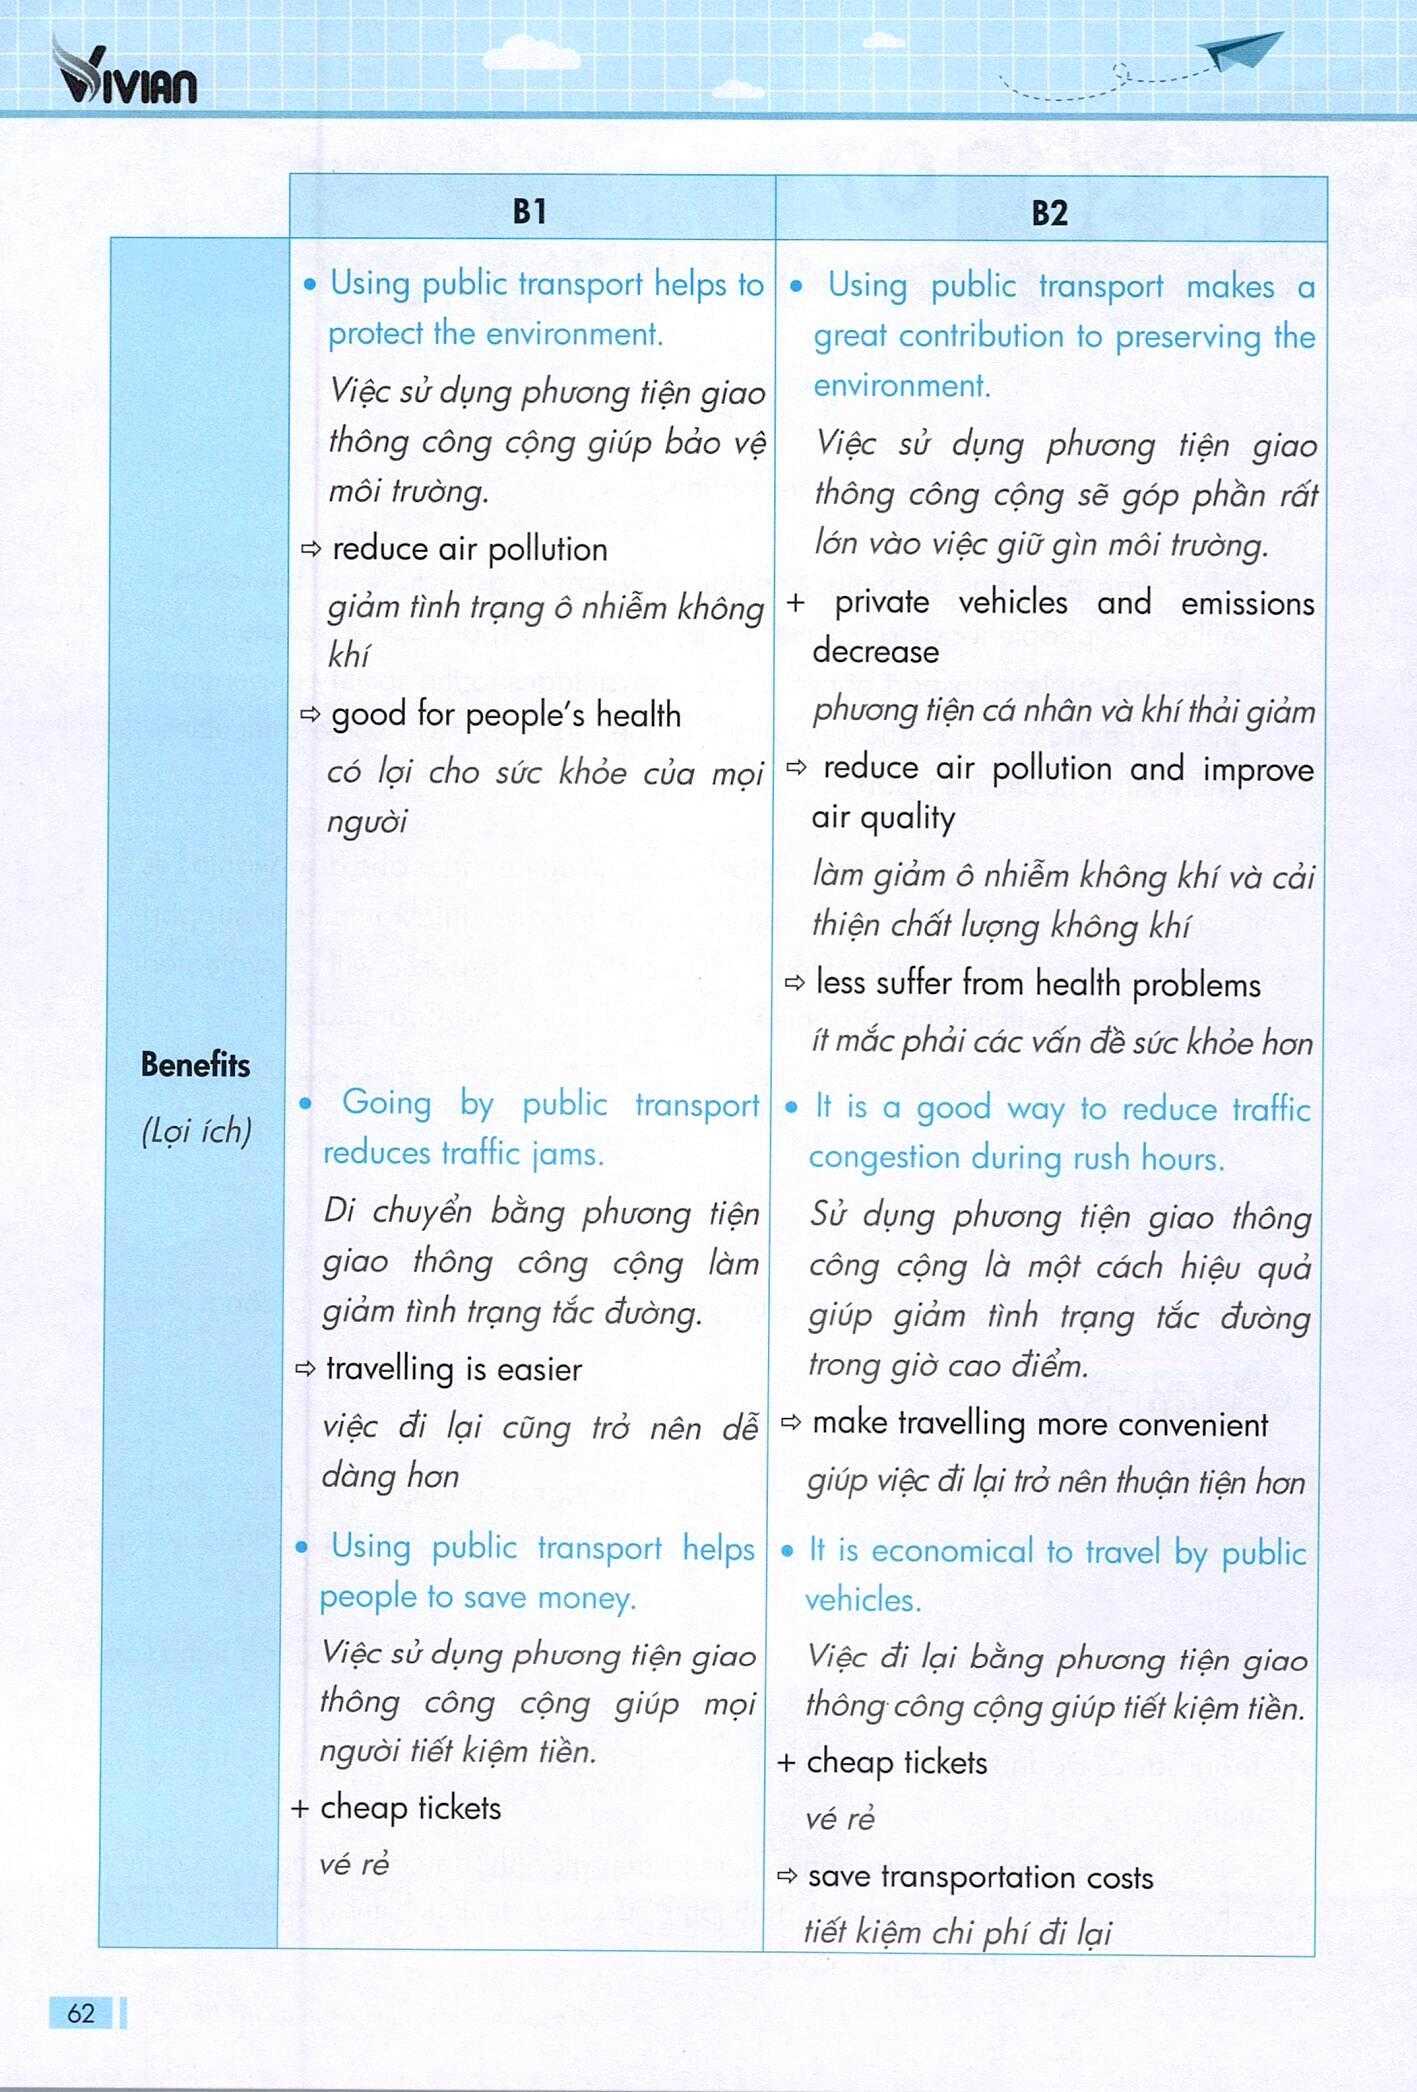 VIVIAN
B1
B2
Benefits
(Lợi ích)
• Using public transport helps to
protect the environment.
Việc sử dụng phương tiện giao
thông công cộng giúp bảo vệ
môi trường.
⇨ reduce air pollution
giảm tình trạng ô nhiễm không
khí
⇨ good for people's health
có lợi cho sức khỏe của mọi
người
• Using public transport makes a
great contribution to preserving the
environment.
Việc sử dụng phương tiện giao
thông công cộng sẽ góp phần rất
lớn vào việc giữ gìn môi trường.
+ private vehicles and emissions
decrease
phương tiện cá nhân và khí thải giảm
⇨ reduce air pollution and improve
air quality
làm giảm ô nhiễm không khí và cải
thiện chất lượng không khí
⇨ less suffer from health problems
ít mắc phải các vấn đề sức khỏe hơn
• Going by public transport
reduces traffic jams.
Di chuyển bằng phương tiện
giao thông công cộng làm
giảm tình trạng tắc đường.
⇨ travelling is easier
việc đi lại cũng trở nên dễ
dàng hơn
• It is a good way to reduce traffic
congestion during rush hours.
Sử dụng phương tiện giao thông
công cộng là một cách hiệu quả
giúp giảm tình trạng tắc đường
trong giờ cao điểm.
⇨ make travelling more convenient
giúp việc đi lại trở nên thuận tiện hơn
• Using public transport helps
people to save money.
Việc sử dụng phương tiện giao
thông công cộng giúp mọi
người tiết kiệm tiền.
+ cheap tickets
vé rẻ
• It is economical to travel by public
vehicles.
Việc đi lại bằng phương tiện giao
thông công cộng giúp tiết kiệm tiền.
+ cheap tickets
vé rẻ
⇨ save transportation costs
tiết kiệm chi phí đi lại
62